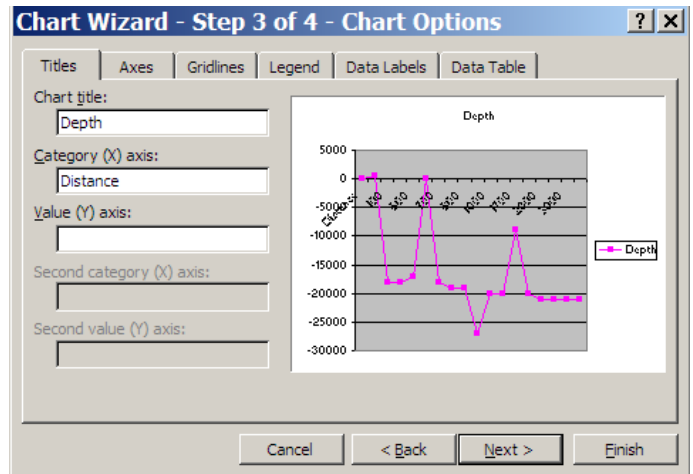 Chart Wizard - Step 3 of 4 - Chart Options
Titles Axes Gridlines Legend Data Labels Data Table
Chart title:
Depth
Category (X) axis:
Distance
Value (Y) axis:
Second category (X) axis:
Second value (Y) axis:
Depth
5000
0
-5000
-10000
-15000
-20000
-25000
-30000
Depth
Cancel < Back Next > Finish